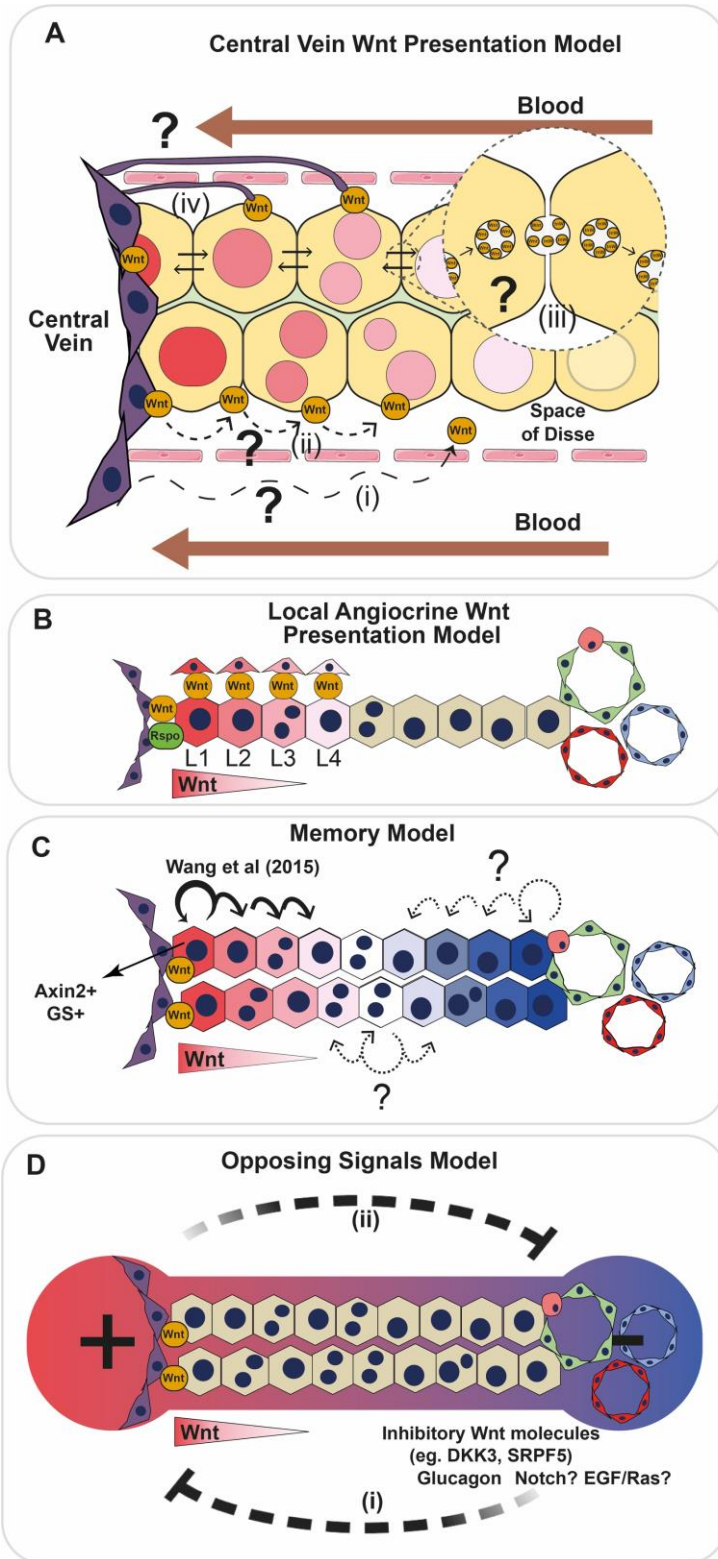 A
Central Vein Wnt Presentation Model
Blood
?
(iv)
Wnt
Wnt
Wnt
Central
Vein
?
(iii)
Wnt
Wnt
Wnt
Wnt
Wnt
Space
of Disse
?
(ii)
?
(i)
Blood
B
Local Angiocrine Wnt
Presentation Model
Wnt
Wnt
Wnt
Wnt
Wnt
Rspo
L1
L2
L3
L4
Wnt
C
Memory Model
Wang et al (2015)
?
Wnt
Axin2+
GS+
Wnt
Wnt
?
D
Opposing Signals Model
(ii)
+
-
Wnt
Wnt
Wnt
Inhibitory Wnt molecules
(eg. DKK3, SRPF5)
Glucagon Notch? EGF/Ras?
(i)